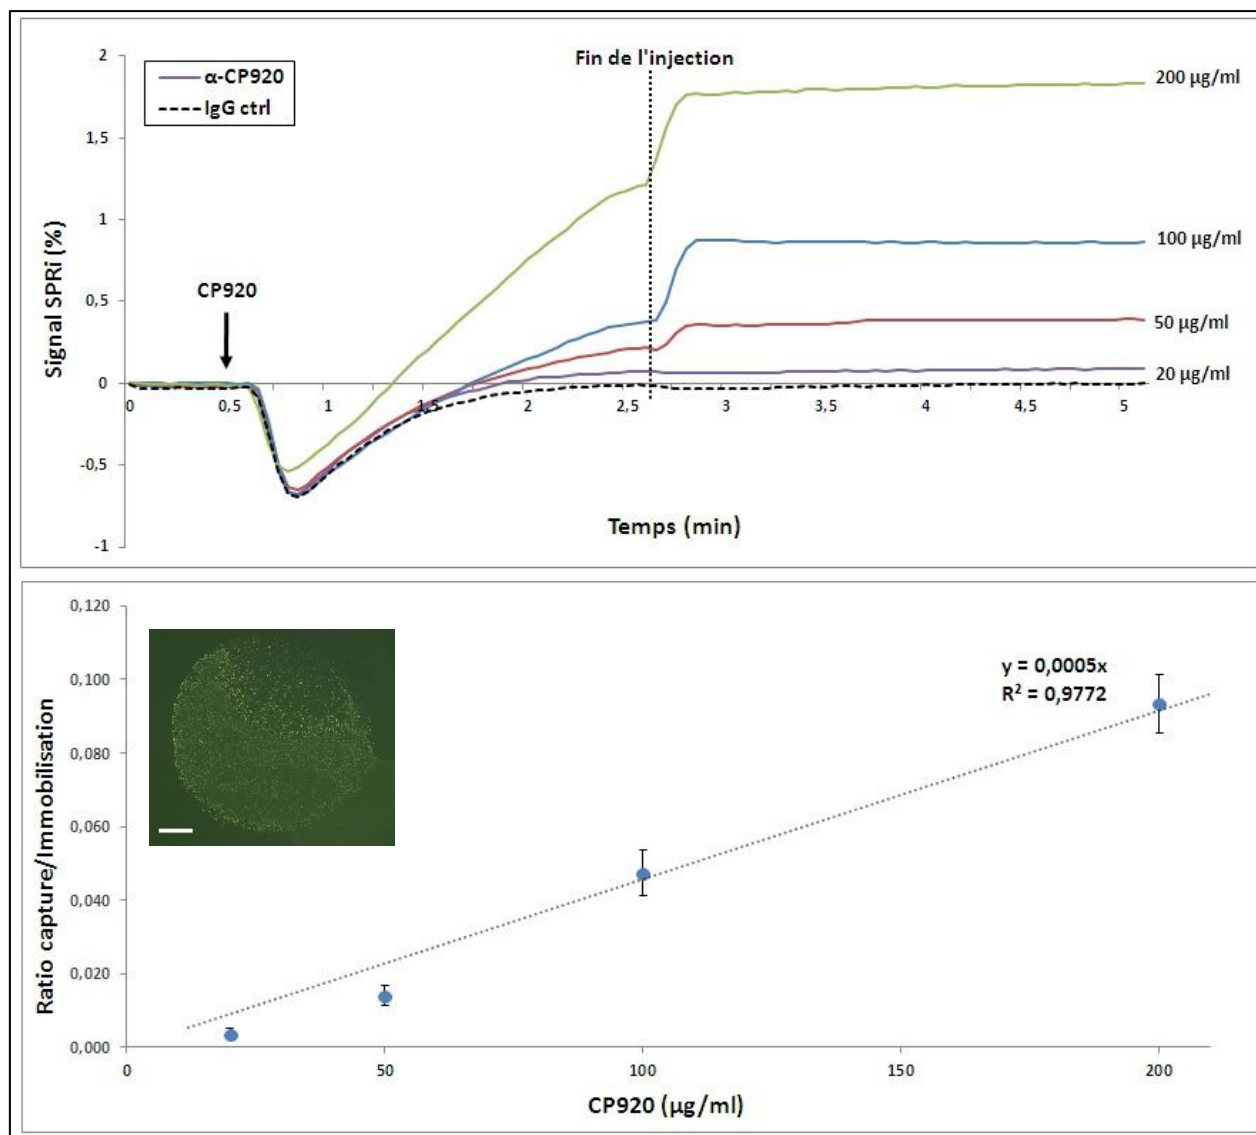 2
Fin de l'injection
α-CP920
200 µg/ml
IgG ctrl
1,5
Signal SPRi (%)
1
100 µg/ml
CP920
0,5
50 µg/ml
20 µg/ml
0
0 0,5 1 1,5 2 2,5 3 3,5 4 4,5 5
-0,5
Temps (min)
-1
0,120
y = 0,0005x
0,100
R² = 0,9772
0,080
Ratio capture/Immobilisation
0,060
0,040
0,020
0,000
0 50 100 150 200
CP920 (µg/ml)